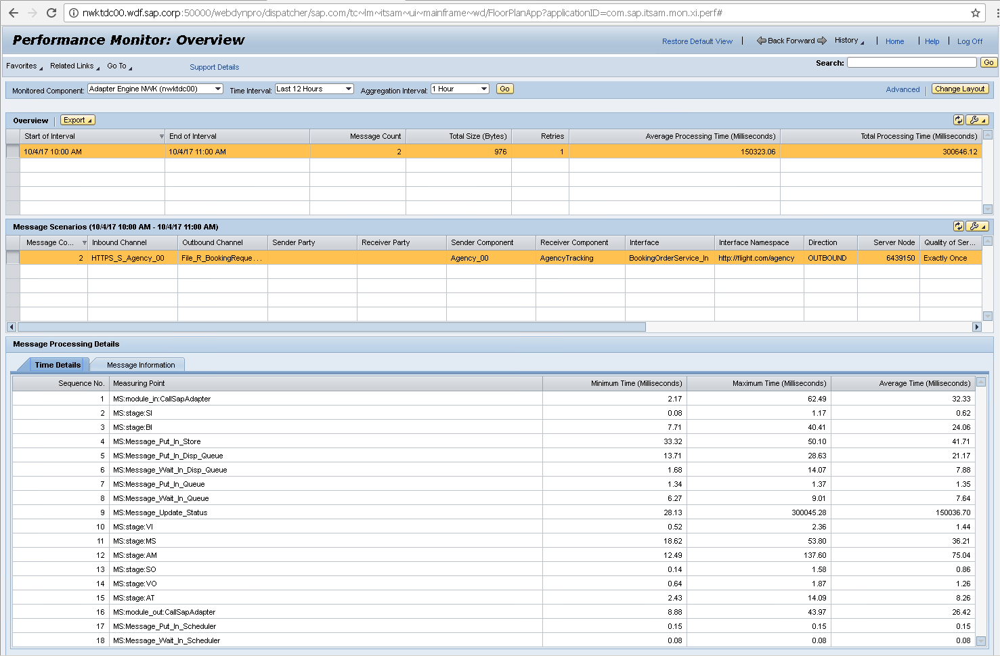 nwktdc00.wdf.sap.corp:50000/webdynpro/dispatcher/sap.com/tc~lm~itsam~ui~mainframe~wd/FloorPlanApp?applicationID=com.sap.itsam.mon.xi.perf#
Performance Monitor: Overview
Restore Default View | Back Forward History | Home | Help | Log Off
Favorites Related Links Go To Support Details Search: Go
Monitored Component: Adapter Engine NWK (nwktdc00) Time Interval: Last 12 Hours Aggregation Interval: 1 Hour Go Advanced Change Layout
Overview Export
Start of Interval End of Interval Message Count Total Size (Bytes) Retries Average Processing Time (Milliseconds) Total Processing Time (Milliseconds)
10/4/17 10:00 AM 10/4/17 11:00 AM 2 976 1 150323.06 300646.12
Message Scenarios (10/4/17 10:00 AM - 10/4/17 11:00 AM)
Message Co... Inbound Channel Outbound Channel Sender Party Receiver Party Sender Component Receiver Component Interface Interface Namespace Direction Server Node Quality of Ser...
2 HTTPS_S_Agency_00 File_R_BookingReque... Agency_00 AgencyTracking BookingOrderService_In http://flight.com/agency OUTBOUND 6439150 Exactly Once
Message Processing Details
Time Details Message Information
Sequence No. Measuring Point Minimum Time (Milliseconds) Maximum Time (Milliseconds) Average Time (Milliseconds)
1 MS:module_in:CallSapAdapter 2.17 62.49 32.33
2 MS:stage:SI 0.08 1.17 0.62
3 MS:stage:BI 7.71 40.41 24.06
4 MS:Message_Put_In_Store 33.32 50.10 41.71
5 MS:Message_Put_In_Disp_Queue 13.71 28.63 21.17
6 MS:Message_Wait_In_Disp_Queue 1.68 14.07 7.88
7 MS:Message_Put_In_Queue 1.34 1.37 1.35
8 MS:Message_Wait_In_Queue 6.27 9.01 7.64
9 MS:Message_Update_Status 28.13 300045.28 150036.70
10 MS:stage:VI 0.52 2.36 1.44
11 MS:stage:MS 18.62 53.80 36.21
12 MS:stage:AM 12.49 137.60 75.04
13 MS:stage:SO 0.14 1.58 0.86
14 MS:stage:VO 0.64 1.87 1.26
15 MS:stage:AT 2.43 14.09 8.26
16 MS:module_out:CallSapAdapter 8.88 43.97 26.42
17 MS:Message_Put_In_Scheduler 0.15 0.15 0.15
18 MS:Message_Wait_In_Scheduler 0.08 0.08 0.08